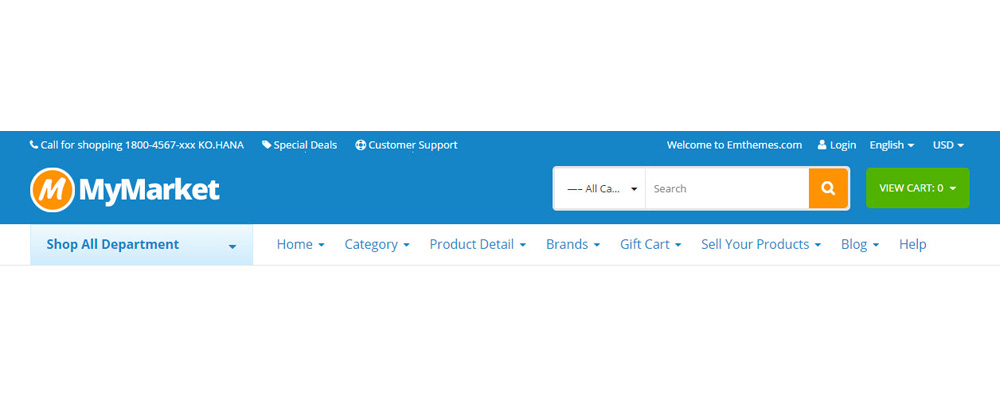 Call for shopping 1800-4567-xxx KO.HANA Special Deals Customer Support Welcome to Emthemes.com Login English USD
M MyMarket —– All Ca... Search VIEW CART: 0
Shop All Department Home Category Product Detail Brands Gift Cart Sell Your Products Blog Help